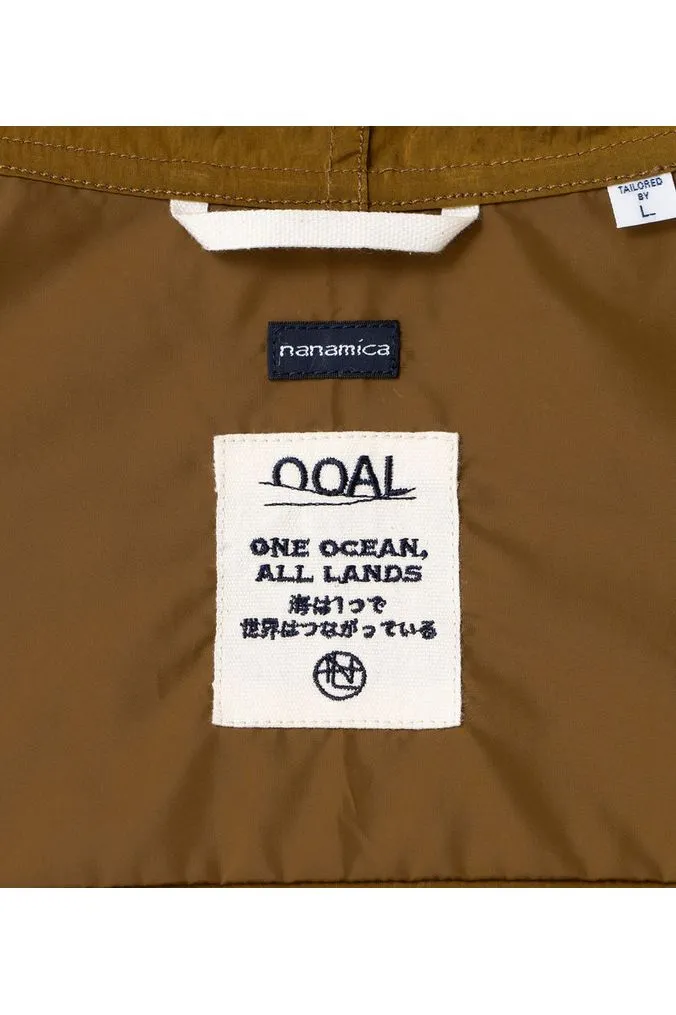 TAILORED
BY
L
nanamica
OOAL
ONE OCEAN,
ALL LANDS
海は1つで
世界はつながっている